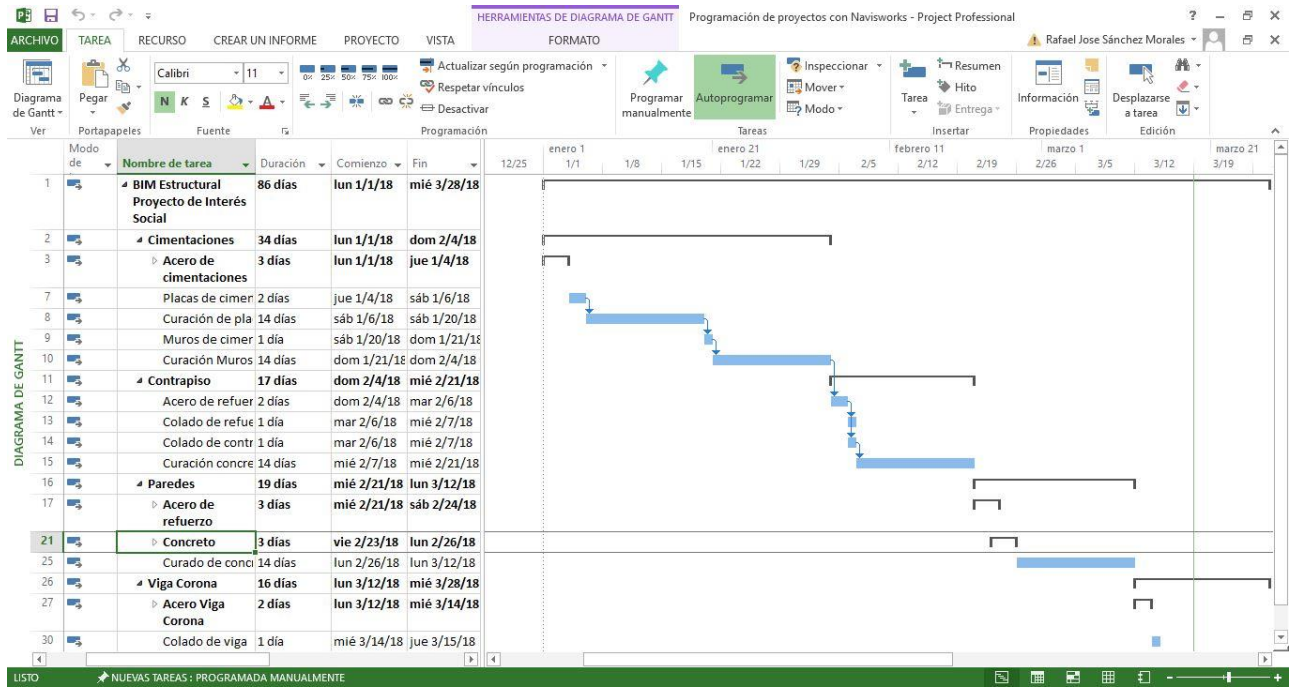 HERRAMIENTAS DE DIAGRAMA DE GANTT Programación de proyectos con Navisworks - Project Professional
ARCHIVO TAREA RECURSO CREAR UN INFORME PROYECTO VISTA FORMATO Rafael Jose Sánchez Morales
Diagrama de Gantt
Pegar
Calibri 11
N K S
0% 25% 50% 75% 100%
Actualizar según programación
Respetar vínculos
Desactivar
Programar manualmente
Autoprogramar
Inspeccionar
Mover
Modo
Tarea
Resumen
Hito
Entrega
Información
Desplazarse a tarea
Ver Portapapeles Fuente Programación Tareas Insertar Propiedades Edición
Modo de Nombre de tarea Duración Comienzo Fin
enero 1 enero 21 febrero 11 marzo 1 marzo 21
12/25 1/1 1/8 1/15 1/22 1/29 2/5 2/12 2/19 2/26 3/5 3/12 3/19
DIAGRAMA DE GANTT
1 BIM Estructural Proyecto de Interés Social 86 días lun 1/1/18 mié 3/28/18
2 Cimentaciones 34 días lun 1/1/18 dom 2/4/18
3 Acero de cimentaciones 3 días lun 1/1/18 jue 1/4/18
7 Placas de cimen 2 días jue 1/4/18 sáb 1/6/18
8 Curación de pla 14 días sáb 1/6/18 sáb 1/20/18
9 Muros de cimer 1 día sáb 1/20/18 dom 1/21/18
10 Curación Muros 14 días dom 1/21/18 dom 2/4/18
11 Contrapiso 17 días dom 2/4/18 mié 2/21/18
12 Acero de refuer 2 días dom 2/4/18 mar 2/6/18
13 Colado de refue 1 día mar 2/6/18 mié 2/7/18
14 Colado de contr 1 día mar 2/6/18 mié 2/7/18
15 Curación concre 14 días mié 2/7/18 mié 2/21/18
16 Paredes 19 días mié 2/21/18 lun 3/12/18
17 Acero de refuerzo 3 días mié 2/21/18 sáb 2/24/18
21 Concreto 3 días vie 2/23/18 lun 2/26/18
25 Curado de conc 14 días lun 2/26/18 lun 3/12/18
26 Viga Corona 16 días lun 3/12/18 mié 3/28/18
27 Acero Viga Corona 2 días lun 3/12/18 mié 3/14/18
30 Colado de viga 1 día mié 3/14/18 jue 3/15/18
LISTO NUEVAS TAREAS : PROGRAMADA MANUALMENTE